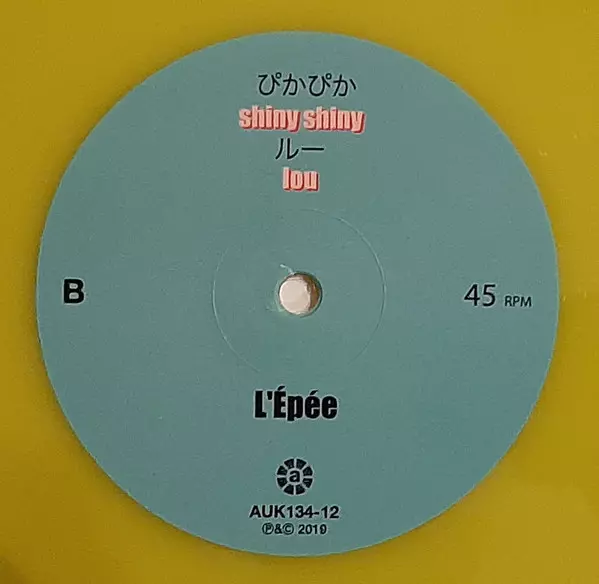 ぴかぴか
shiny shiny
ルー
lou
B
45 RPM
L'Épée
a
AUK134-12
℗&© 2019